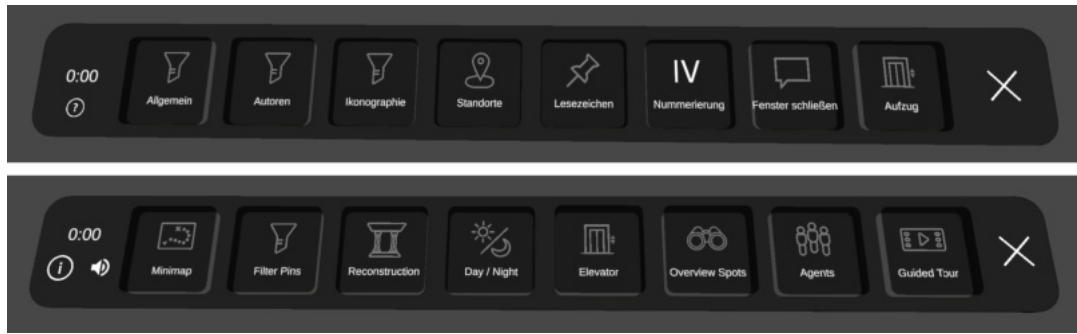 0:00
?
Allgemein
Autoren
Ikonographie
Standorte
Lesezeichen
IV
Nummerierung
Fenster schließen
Aufzug
0:00
i
Minimap
Filter Pins
Reconstruction
Day / Night
Elevator
Overview Spots
Agents
Guided Tour